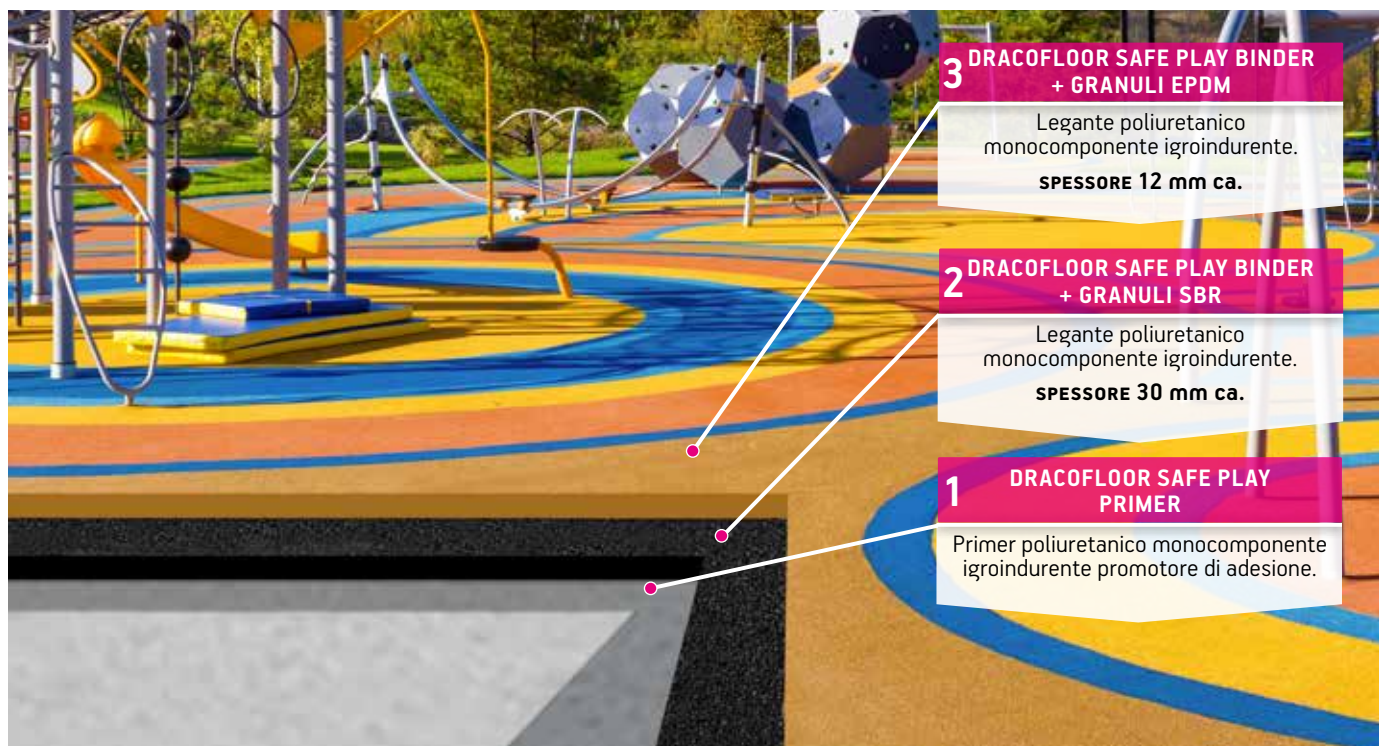 3
DRACOFLOOR SAFE PLAY BINDER
+ GRANULI EPDM
Legante poliuretanico
monocomponente igroindurente.
SPESSORE 12 mm ca.
2
DRACOFLOOR SAFE PLAY BINDER
+ GRANULI SBR
Legante poliuretanico
monocomponente igroindurente.
SPESSORE 30 mm ca.
1
DRACOFLOOR SAFE PLAY
PRIMER
Primer poliuretanico monocomponente
igroindurente promotore di adesione.